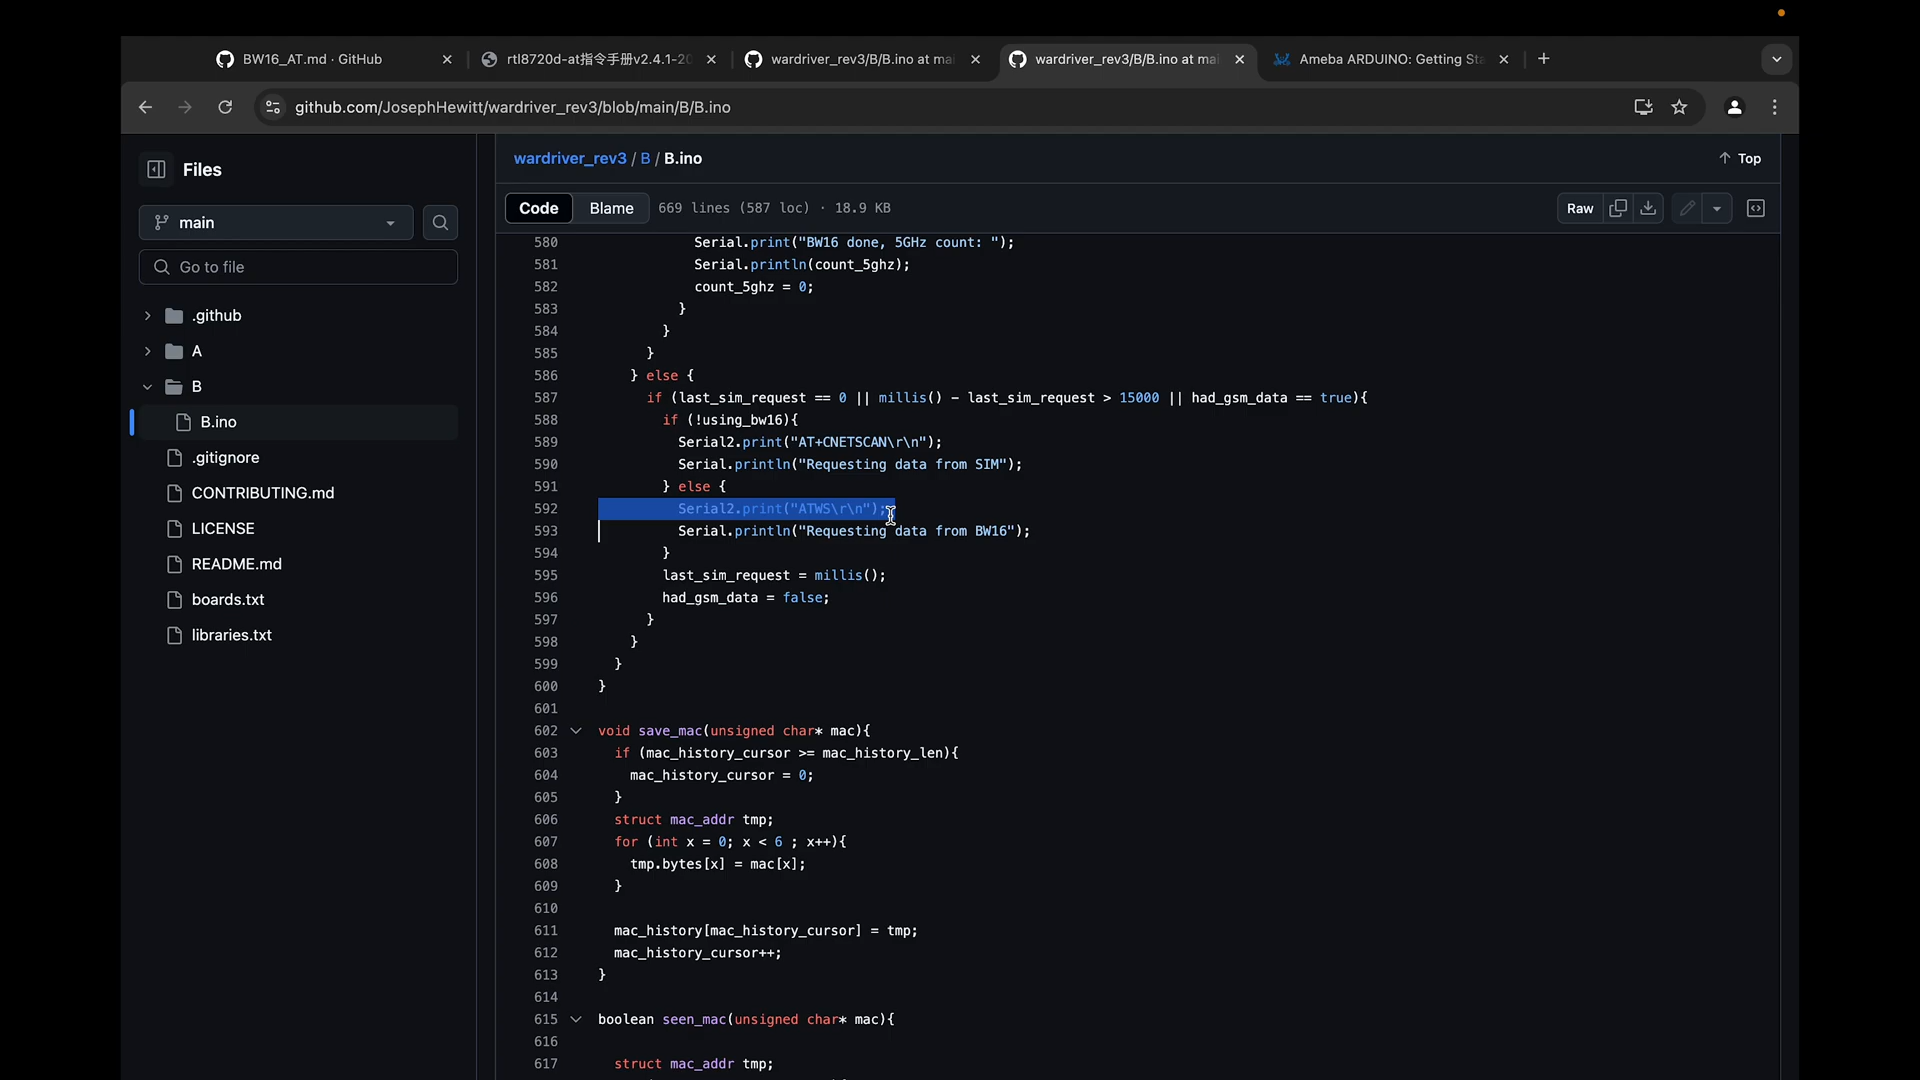 BW16_AT.md · GitHub
rtl8720d-at指令手册v2.4.1-20
wardriver_rev3/B/B.ino at mai
wardriver_rev3/B/B.ino at mai
Ameba ARDUINO: Getting Sta
github.com/JosephHewitt/wardriver_rev3/blob/main/B/B.ino
Files
main
Go to file
.github
A
B
B.ino
.gitignore
CONTRIBUTING.md
LICENSE
README.md
boards.txt
libraries.txt
wardriver_rev3 / B / B.ino
Top
Code Blame 669 lines (587 loc) · 18.9 KB
Raw
580 Serial.print("BW16 done, 5GHz count: ");
581 Serial.println(count_5ghz);
582 count_5ghz = 0;
583 }
584 }
585 }
586 } else {
587 if (last_sim_request == 0 || millis() - last_sim_request > 15000 || had_gsm_data == true){
588 if (!using_bw16){
589 Serial2.print("AT+CNETSCAN\r\n");
590 Serial.println("Requesting data from SIM");
591 } else {
592 Serial2.print("ATWS\r\n");
593 Serial.println("Requesting data from BW16");
594 }
595 last_sim_request = millis();
596 had_gsm_data = false;
597 }
598 }
599 }
600 }
601
602 void save_mac(unsigned char* mac){
603 if (mac_history_cursor >= mac_history_len){
604 mac_history_cursor = 0;
605 }
606 struct mac_addr tmp;
607 for (int x = 0; x < 6 ; x++){
608 tmp.bytes[x] = mac[x];
609 }
610
611 mac_history[mac_history_cursor] = tmp;
612 mac_history_cursor++;
613 }
614
615 boolean seen_mac(unsigned char* mac){
616
617 struct mac_addr tmp;